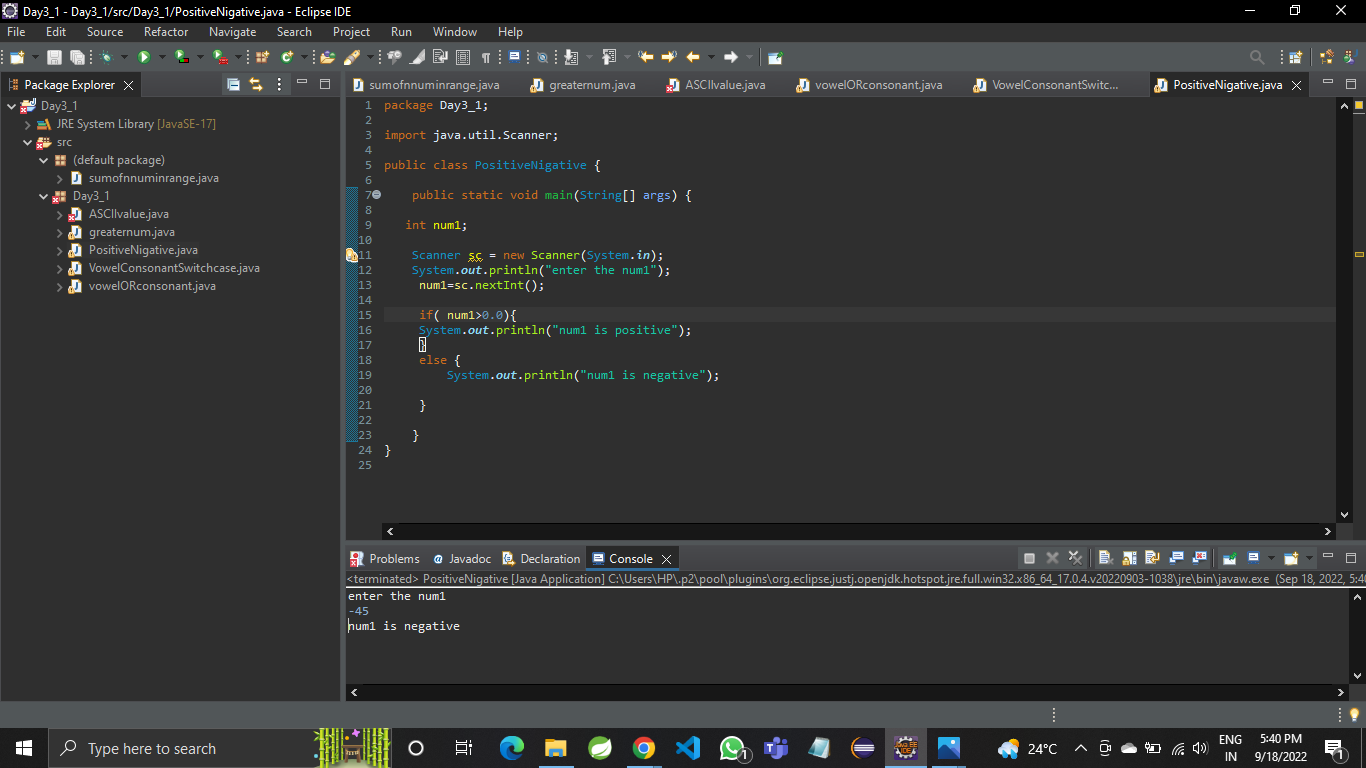 Day3_1 - Day3_1/src/Day3_1/PositiveNigative.java - Eclipse IDE
File Edit Source Refactor Navigate Search Project Run Window Help
Package Explorer
Day3_1
JRE System Library [JavaSE-17]
src
(default package)
sumofnnuminrange.java
Day3_1
ASCIIvalue.java
greaternum.java
PositiveNigative.java
VowelConsonantSwitchcase.java
vowelORconsonant.java
sumofnnuminrange.java greaternum.java ASCIIvalue.java vowelORconsonant.java VowelConsonantSwitc... PositiveNigative.java
1 package Day3_1;
2
3 import java.util.Scanner;
4
5 public class PositiveNigative {
6
7 public static void main(String[] args) {
8
9 int num1;
10
11 Scanner sc = new Scanner(System.in);
12 System.out.println("enter the num1");
13 num1=sc.nextInt();
14
15 if( num1>0.0){
16 System.out.println("num1 is positive");
17 }
18 else {
19 System.out.println("num1 is negative");
20
21 }
22
23 }
24 }
25
Problems @ Javadoc Declaration Console
<terminated> PositiveNigative [Java Application] C:\Users\HP\.p2\pool\plugins\org.eclipse.justj.openjdk.hotspot.jre.full.win32.x86_64_17.0.4.v20220903-1038\jre\bin\javaw.exe (Sep 18, 2022, 5:40
enter the num1
-45
num1 is negative
Type here to search
1
24°C
ENG
IN
5:40 PM
9/18/2022
1